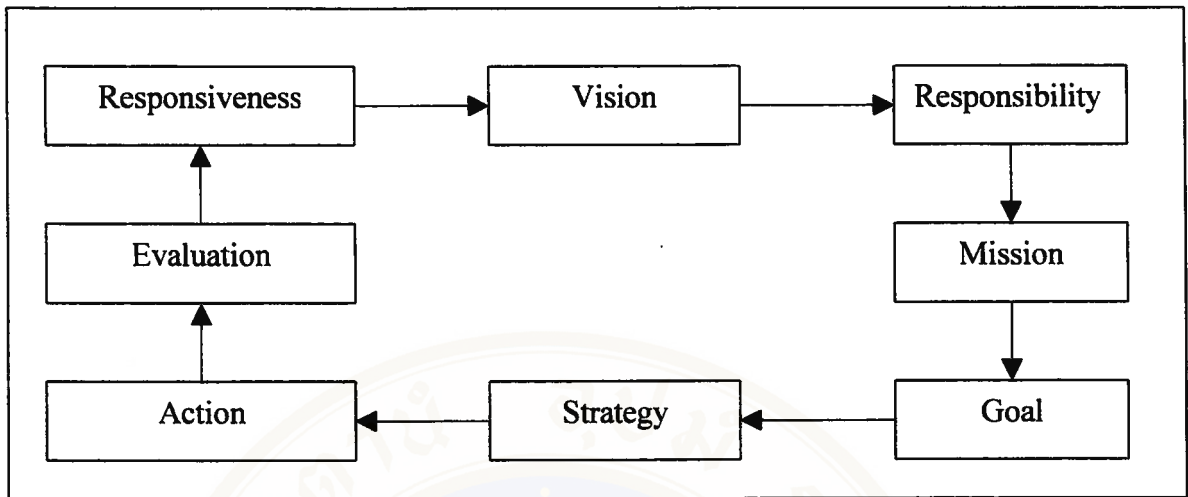 Responsiveness
Vision
Responsibility
Evaluation
Mission
Action
Strategy
Goal